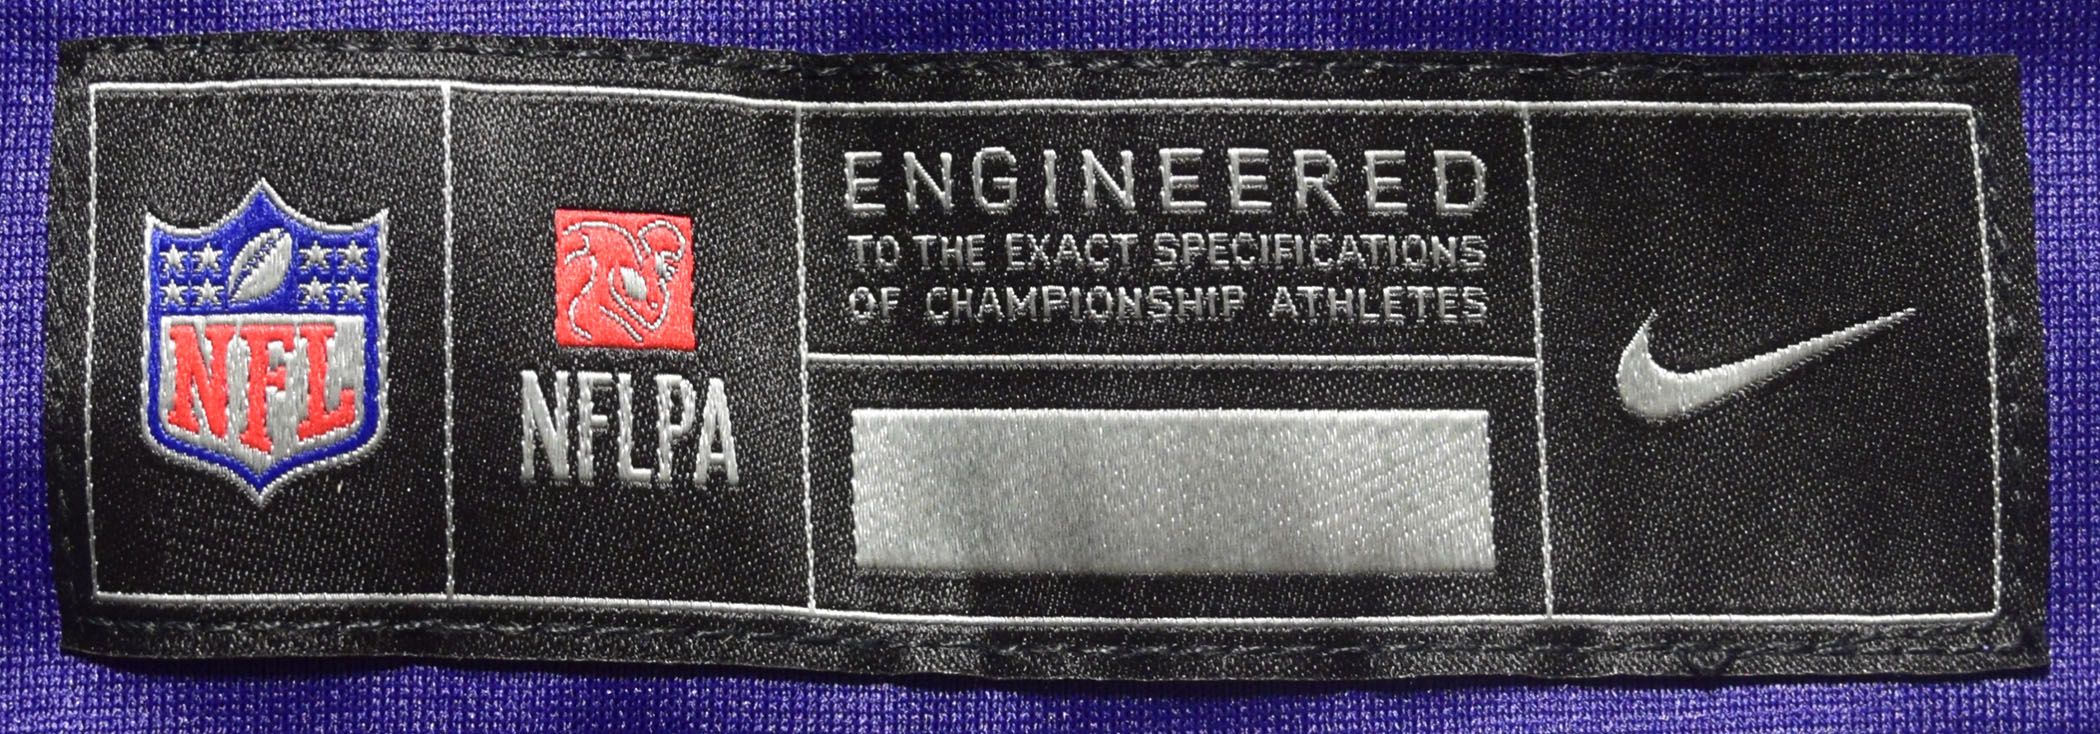 NFL
NFLPA
ENGINEERED
TO THE EXACT SPECIFICATIONS
OF CHAMPIONSHIP ATHLETES